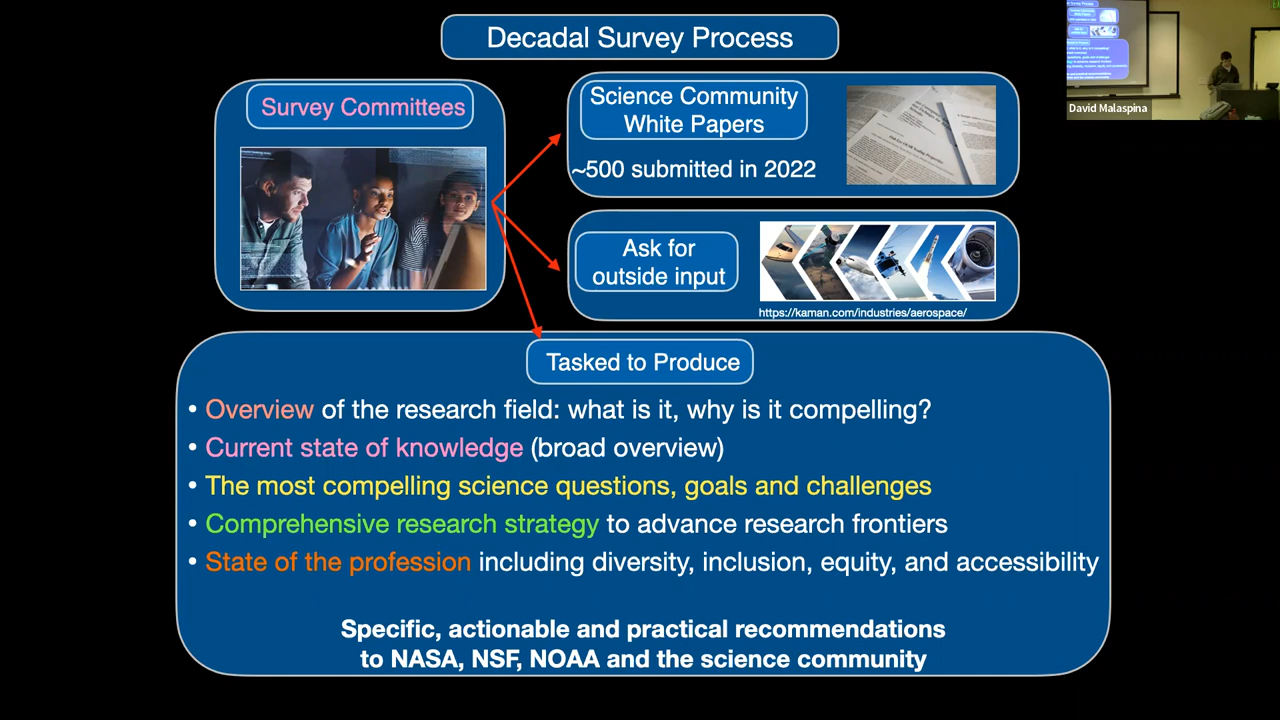 Decadal Survey Process
Survey Committees
Science Community
White Papers
~500 submitted in 2022
Ask for
outside input
https://kaman.com/industries/aerospace/
David Malaspina
Tasked to Produce
• Overview of the research field: what is it, why is it compelling?
• Current state of knowledge (broad overview)
• The most compelling science questions, goals and challenges
• Comprehensive research strategy to advance research frontiers
• State of the profession including diversity, inclusion, equity, and accessibility
Specific, actionable and practical recommendations
to NASA, NSF, NOAA and the science community